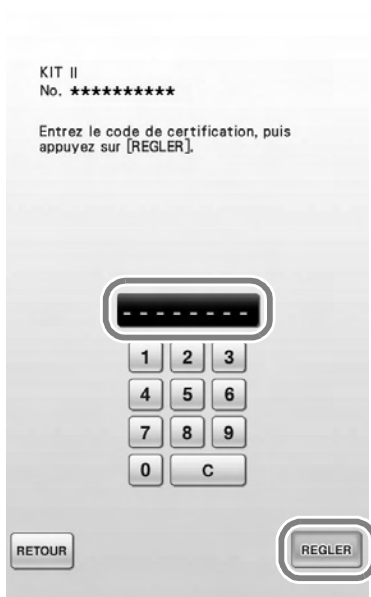 KIT II
No. **********
Entrez le code de certification, puis
appuyez sur [REGLER].
- - - - - - - -
1 2 3
4 5 6
7 8 9
0 C
RETOUR REGLER